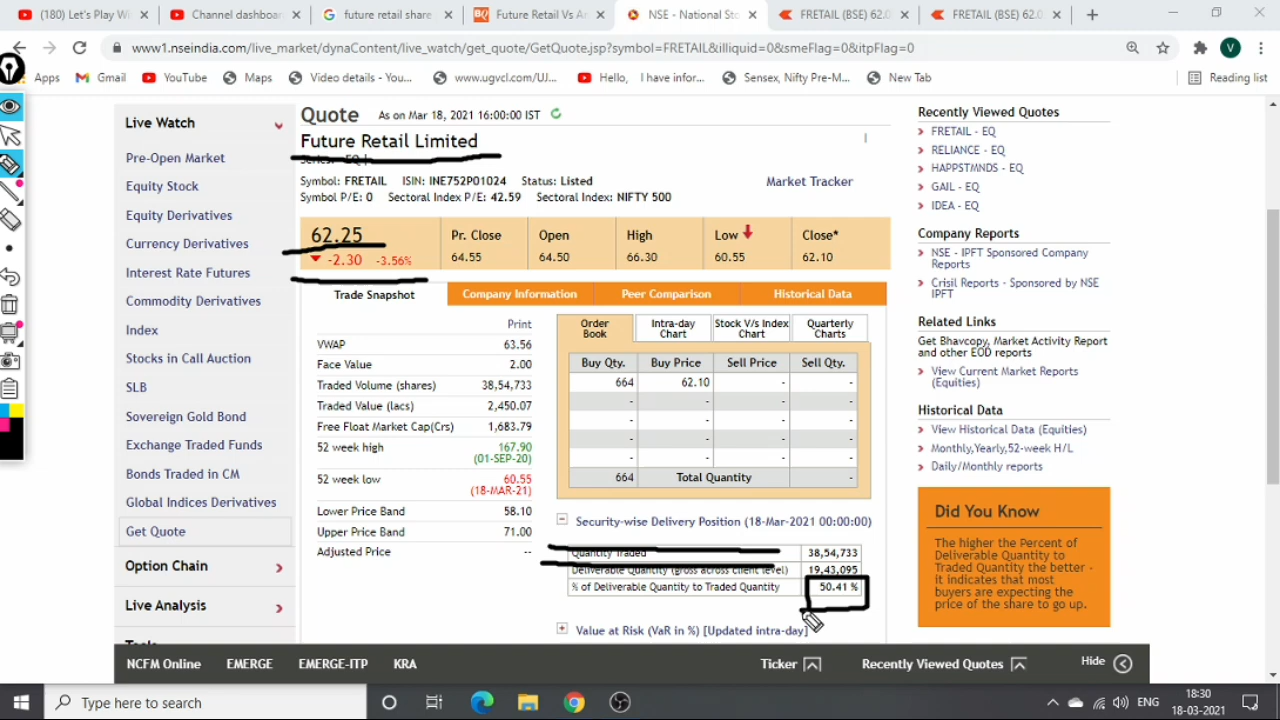 (180) Let's Play Wi
Channel dashboar
future retail share
Future Retail Vs Ar
NSE - National Sto
FRETAIL (BSE) 62.0
FRETAIL (BSE) 62.0
www1.nseindia.com/live_market/dynaContent/live_watch/get_quote/GetQuote.jsp?symbol=FRETAIL&illiquid=0&smeFlag=0&itpFlag=0
V
Apps
Gmail
YouTube
Maps
Video details - You...
www.ugvcl.com/UJ...
Hello, I have infor...
Sensex, Nifty Pre-M...
New Tab
Reading list
Live Watch
Pre-Open Market
Equity Stock
Equity Derivatives
Currency Derivatives
Interest Rate Futures
Commodity Derivatives
Index
Stocks in Call Auction
SLB
Sovereign Gold Bond
Exchange Traded Funds
Bonds Traded in CM
Global Indices Derivatives
Get Quote
Option Chain
Live Analysis
Quote As on Mar 18, 2021 16:00:00 IST
Future Retail Limited
Series: EQ |
Symbol: FRETAIL ISIN: INE752P01024 Status: Listed
Symbol P/E: 0 Sectoral Index P/E: 42.59 Sectoral Index: NIFTY 500
Market Tracker
62.25 Pr. Close Open High Low Close*
-2.30 -3.56% 64.55 64.50 66.30 60.55 62.10
Trade Snapshot Company Information Peer Comparison Historical Data
Print
VWAP 63.56
Face Value 2.00
Traded Volume (shares) 38,54,733
Traded Value (lacs) 2,450.07
Free Float Market Cap(Crs) 1,683.79
52 week high 167.90
(01-SEP-20)
52 week low 60.55
(18-MAR-21)
Lower Price Band 58.10
Upper Price Band 71.00
Adjusted Price --
Order Book
Intra-day Chart
Stock V/s Index Chart
Quarterly Charts
Buy Qty. Buy Price Sell Price Sell Qty.
664 62.10 - -
- - - -
- - - -
- - - -
- - - -
664 Total Quantity -
Security-wise Delivery Position (18-Mar-2021 00:00:00)
Quantity Traded 38,54,733
Deliverable Quantity (gross across client level) 19,43,095
% of Deliverable Quantity to Traded Quantity 50.41 %
Value at Risk (VaR in %) [Updated intra-day]
Recently Viewed Quotes
FRETAIL - EQ
RELIANCE - EQ
HAPPSTMNDS - EQ
GAIL - EQ
IDEA - EQ
Company Reports
NSE - IPFT Sponsored Company
Reports
Crisil Reports - Sponsored by NSE
IPFT
Related Links
Get Bhavcopy, Market Activity Report
and other EOD reports
View Current Market Reports
(Equities)
Historical Data
View Historical Data (Equities)
Monthly,Yearly,52-week H/L
Daily/Monthly reports
Did You Know
The higher the Percent of
Deliverable Quantity to
Traded Quantity the better -
it indicates that most
buyers are expecting the
price of the share to go up.
NCFM Online EMERGE EMERGE-ITP KRA Ticker Recently Viewed Quotes Hide
Type here to search
ENG
18:30
18-03-2021